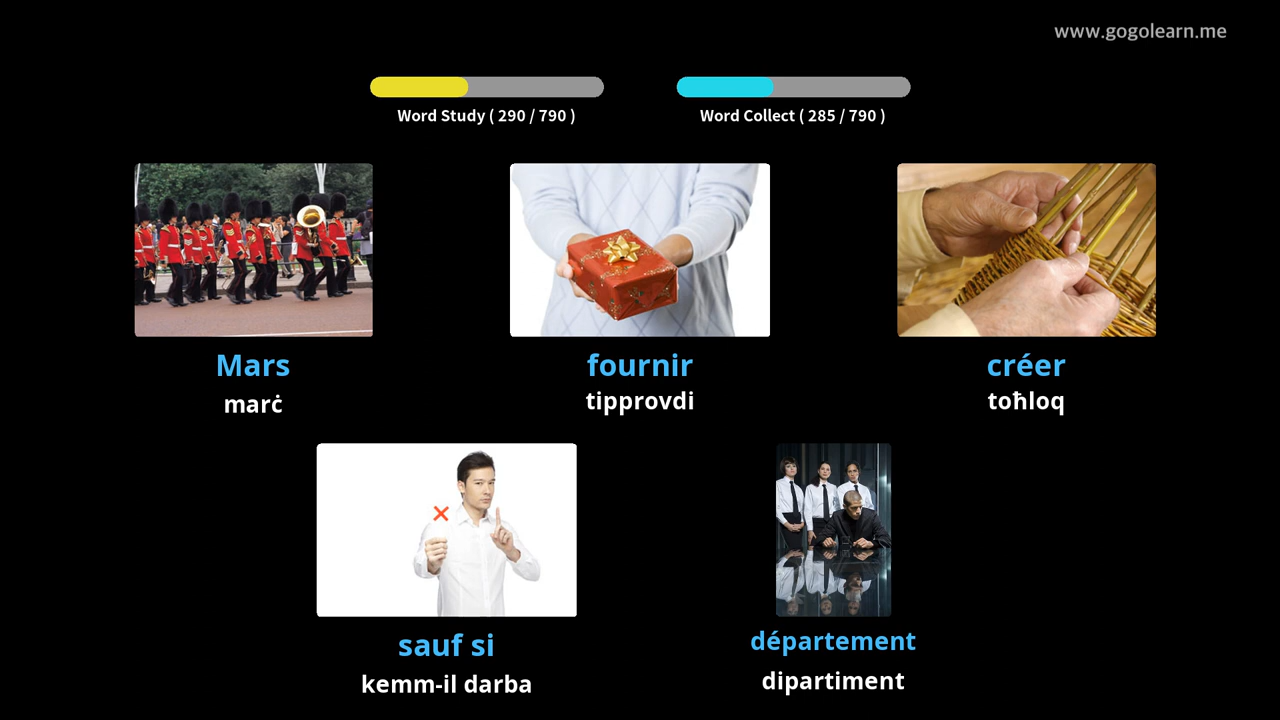 www.gogolearn.me
Word Study ( 290 / 790 )
Word Collect ( 285 / 790 )
Mars
marċ
fournir
tipprovdi
créer
toħloq
sauf si
kemm-il darba
département
dipartiment